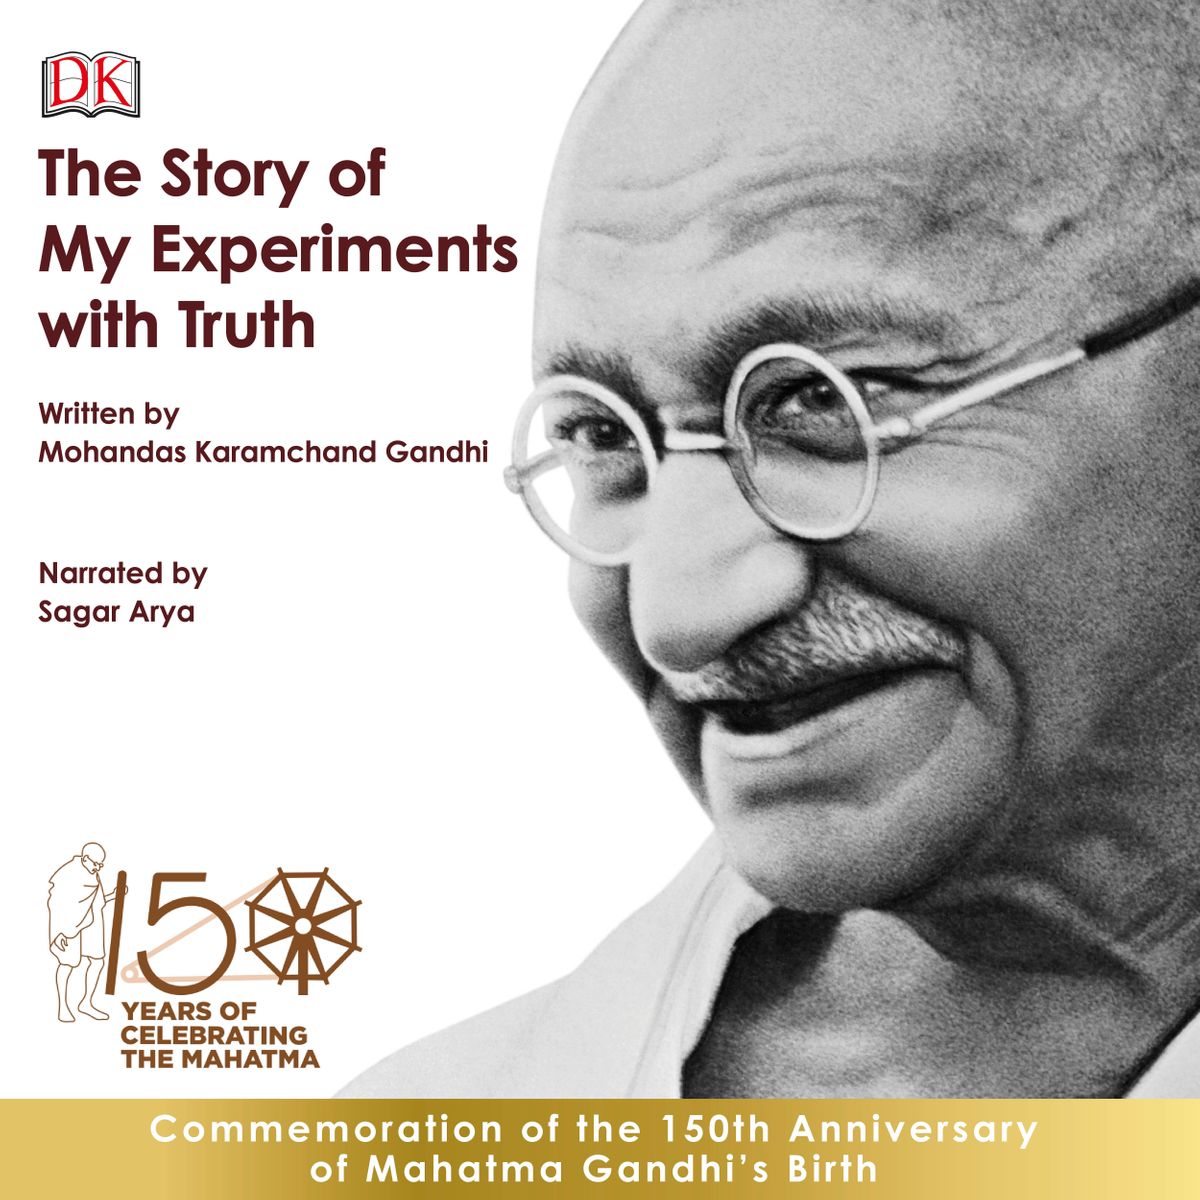 DK
The Story of
My Experiments
with Truth
Written by
Mohandas Karamchand Gandhi
Narrated by
Sagar Arya
150
YEARS OF
CELEBRATING
THE MAHATMA
Commemoration of the 150th Anniversary
of Mahatma Gandhi’s Birth